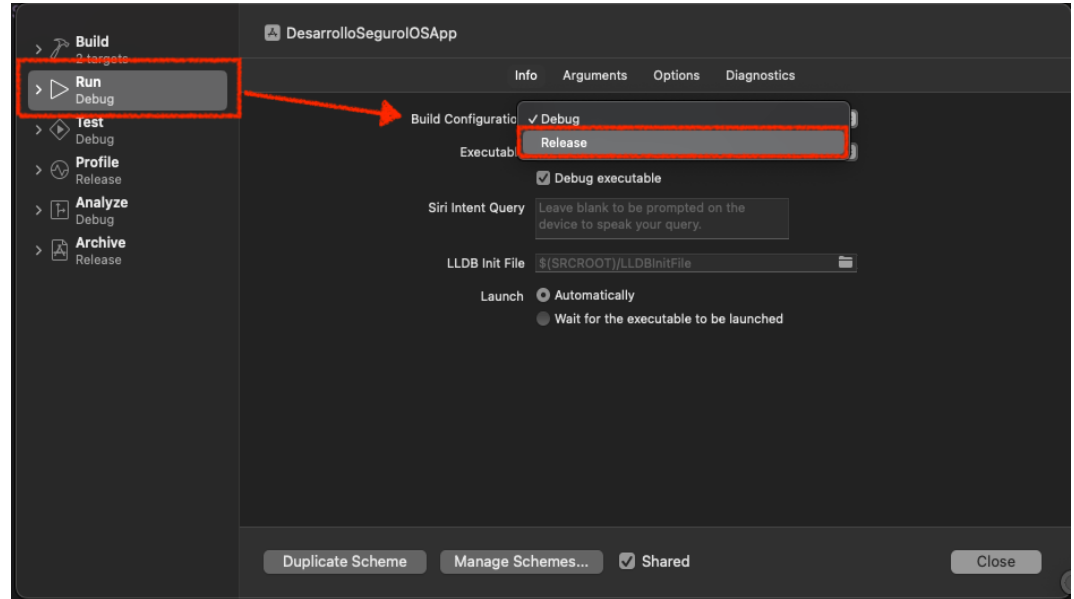 DesarrolloSeguroIOSApp
Build
2 targets
Run
Debug
Test
Debug
Profile
Release
Analyze
Debug
Archive
Release
Info Arguments Options Diagnostics
Build Configuratio
✓ Debug
Release
Executabl
Debug executable
Siri Intent Query
Leave blank to be prompted on the
device to speak your query.
LLDB Init File
$(SRCROOT)/LLDBInitFile
Launch
Automatically
Wait for the executable to be launched
Duplicate Scheme
Manage Schemes...
Shared
Close